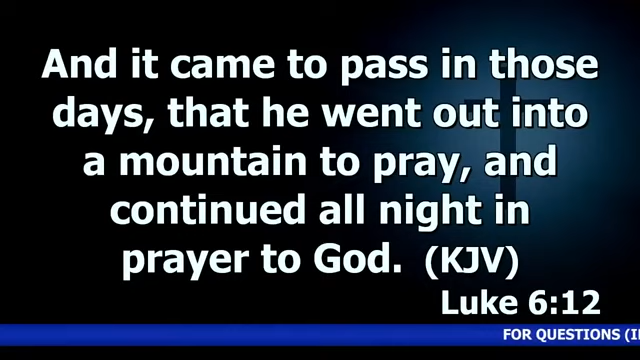 And it came to pass in those
days, that he went out into
a mountain to pray, and
continued all night in
prayer to God. (KJV)
Luke 6:12
FOR QUESTIONS